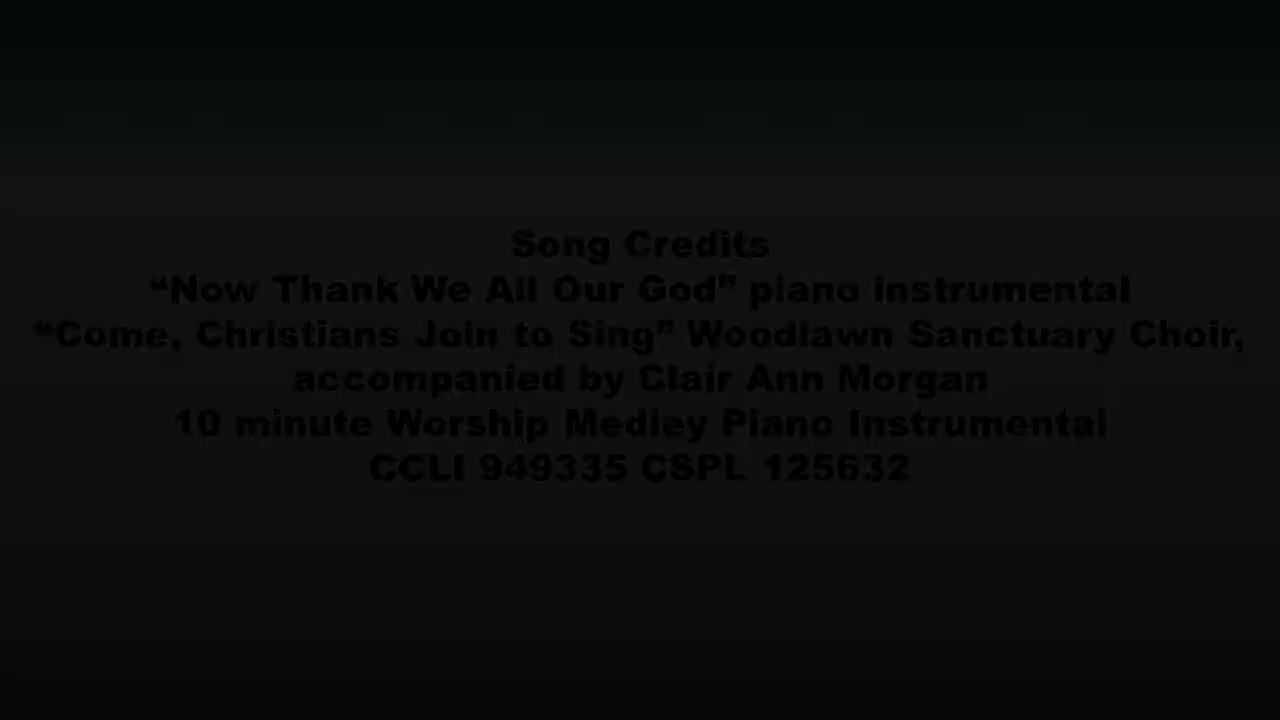 Song Credits
“Now Thank We All Our God” piano instrumental
“Come, Christians Join to Sing” Woodlawn Sanctuary Choir,
accompanied by Clair Ann Morgan
10 minute Worship Medley Piano Instrumental
CCLI 949335 CSPL 125632